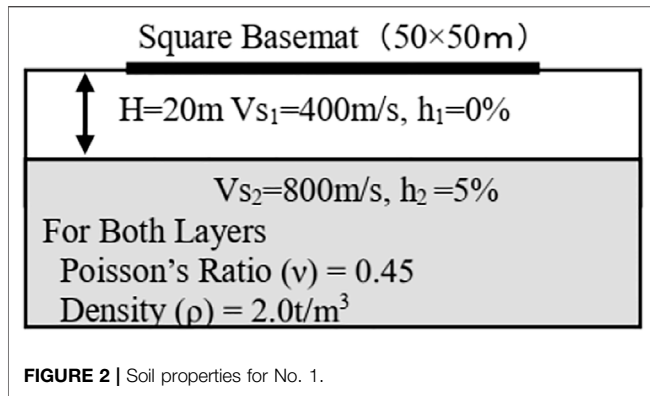 Square Basemat（50×50ｍ）
H=20m Vs₁=400m/s, h₁=0%
Vs₂=800m/s, h₂ =5%
For Both Layers
Poisson's Ratio (ν) = 0.45
Density (ρ) = 2.0t/m³
FIGURE 2 | Soil properties for No. 1.